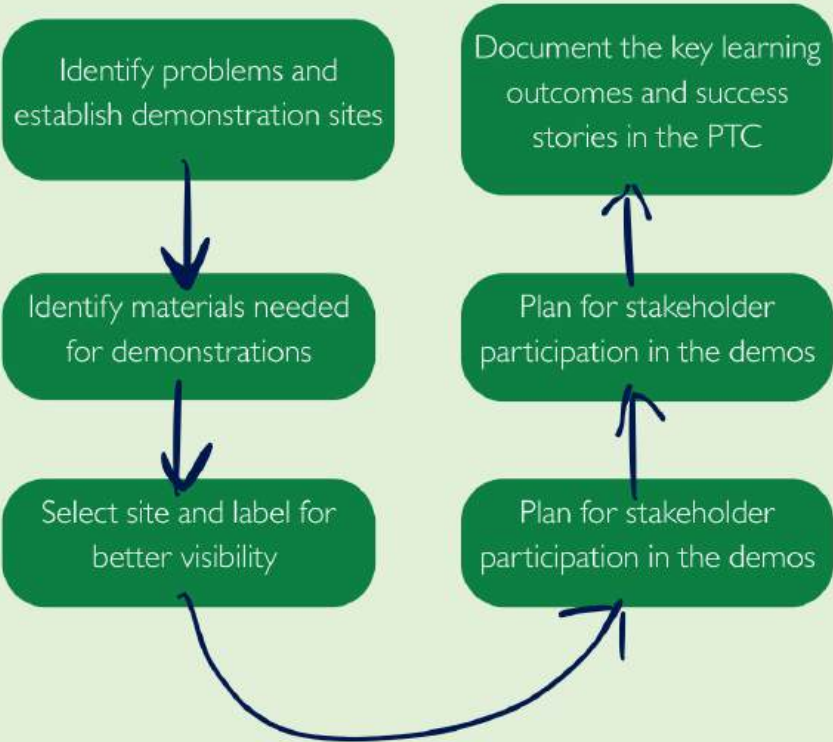 Identify problems and
establish demonstration sites
Identify materials needed
for demonstrations
Select site and label for
better visibility
Plan for stakeholder
participation in the demos
Plan for stakeholder
participation in the demos
Document the key learning
outcomes and success
stories in the PTC